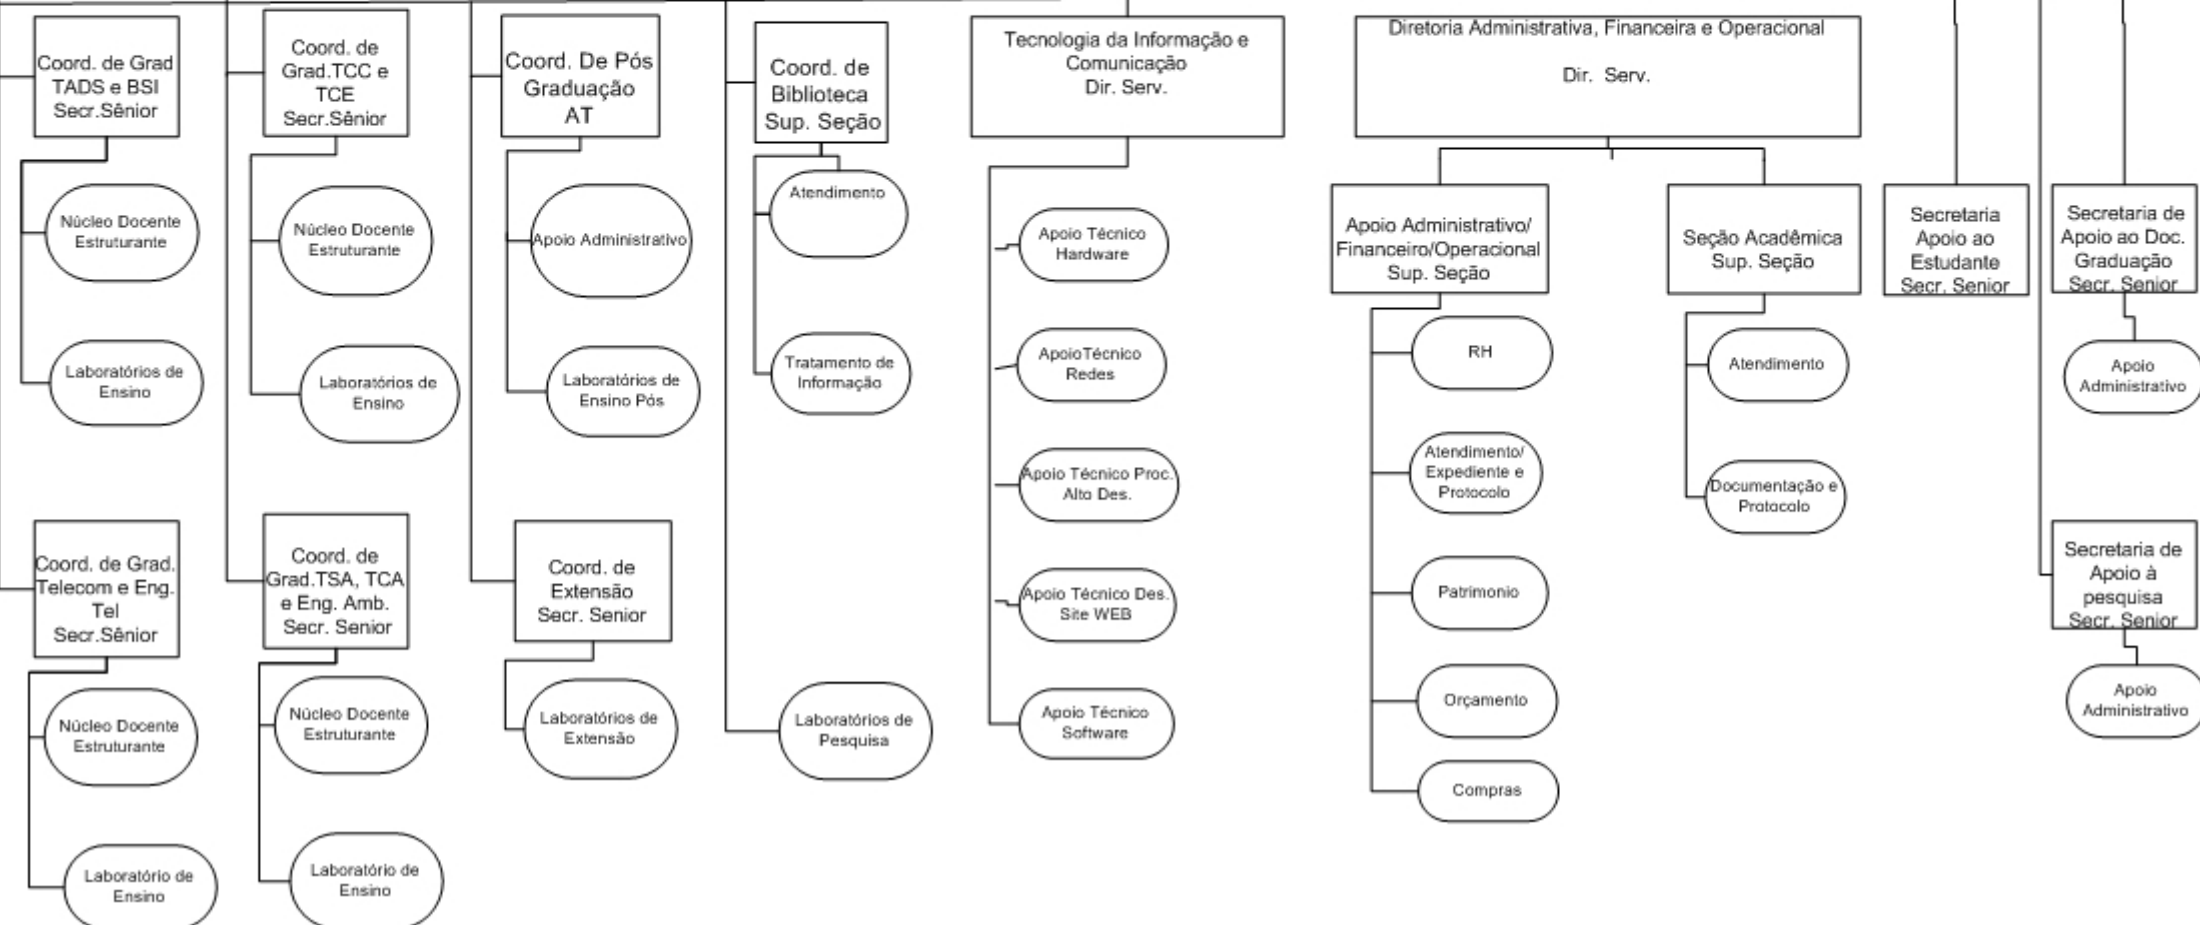 Coord. de Grad
TADS e BSI
Secr.Sênior
Núcleo Docente
Estruturante
Laboratórios de
Ensino
Coord. de Grad.
Telecom e Eng.
Tel
Secr.Sênior
Núcleo Docente
Estruturante
Laboratório de
Ensino
Coord. de
Grad.TCC e
TCE
Secr.Sênior
Núcleo Docente
Estruturante
Laboratórios de
Ensino
Coord. de
Grad.TSA, TCA
e Eng. Amb.
Secr. Senior
Núcleo Docente
Estruturante
Laboratório de
Ensino
Coord. De Pós
Graduação
AT
Apoio Administrativo
Laboratórios de
Ensino Pós
Coord. de
Extensão
Secr. Senior
Laboratórios de
Extensão
Coord. de
Biblioteca
Sup. Seção
Atendimento
Tratamento de
Informação
Laboratórios de
Pesquisa
Tecnologia da Informação e
Comunicação
Dir. Serv.
Apoio Técnico
Hardware
ApoioTécnico
Redes
Apoio Técnico Proc.
Alto Des.
Apoio Técnico Des.
Site WEB
Apoio Técnico
Software
Diretoria Administrativa, Financeira e Operacional
Dir. Serv.
Apoio Administrativo/
Financeiro/Operacional
Sup. Seção
RH
Atendimento/
Expediente e
Protocolo
Patrimonio
Orçamento
Compras
Seção Acadêmica
Sup. Seção
Atendimento
Documentação e
Protocolo
Secretaria
Apoio ao
Estudante
Secr. Senior
Secretaria de
Apoio ao Doc.
Graduação
Secr. Senior
Apoio
Administrativo
Secretaria de
Apoio à
pesquisa
Secr. Senior
Apoio
Administrativo